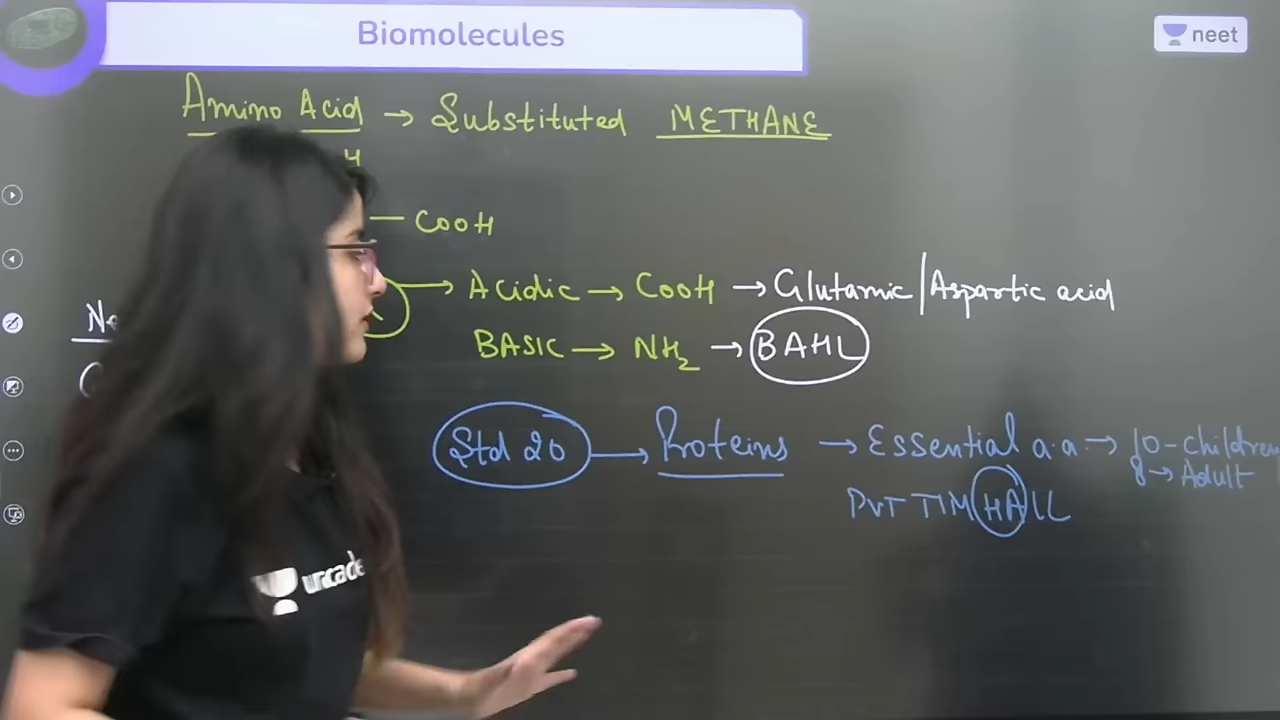 Biomolecules
neet
Amino Acid → Substituted METHANE
H
— COOH
→ Acidic → COOH → Glutamic/Aspartic acid
Ne
BASIC → NH2 → BAHL
Std 20 → Proteins → Essential a.a. → 10-children
8 → Adult
PVT TIM HALL
unacade